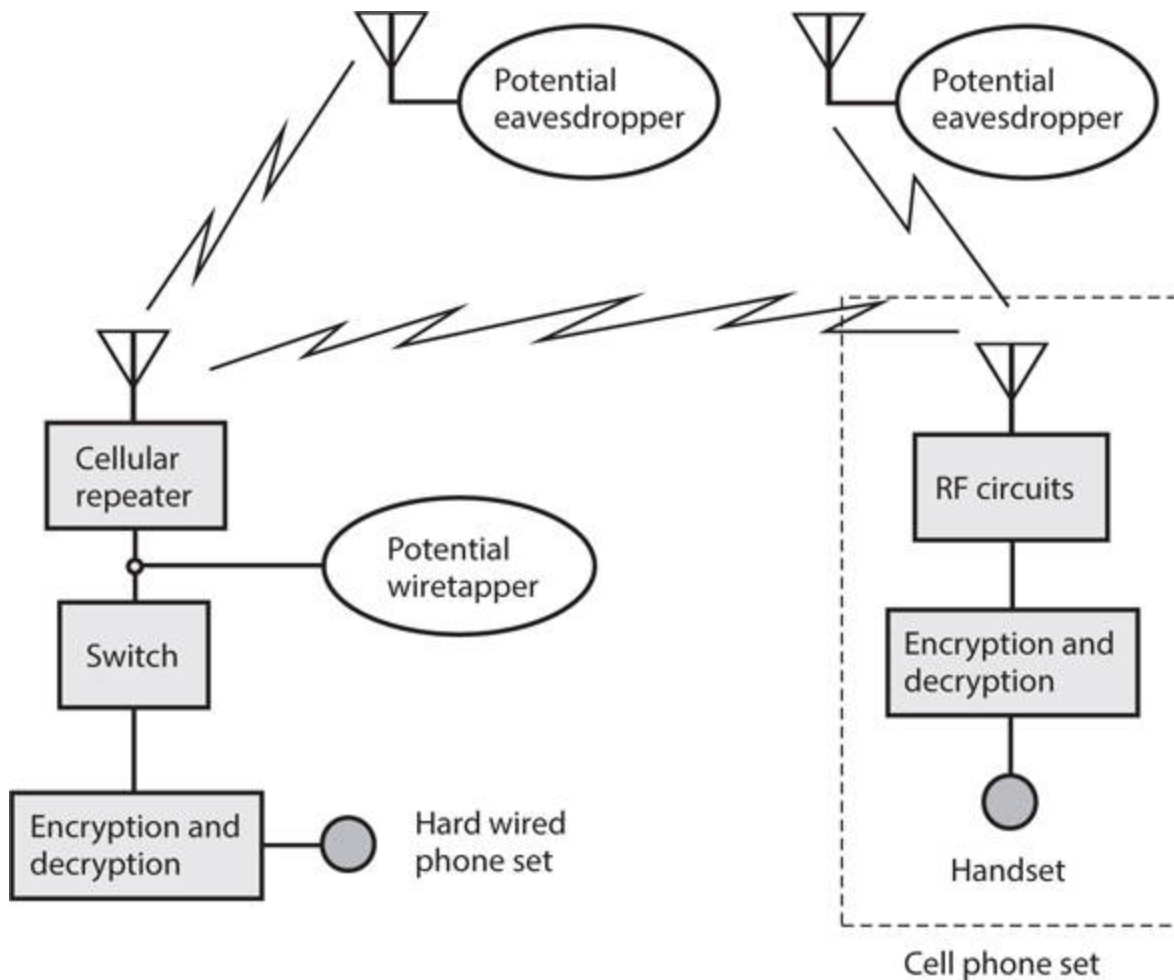 Potential
eavesdropper
Potential
eavesdropper
Cellular
repeater
RF circuits
Potential
wiretapper
Switch
Encryption and
decryption
Encryption and
decryption
Hard wired
phone set
Handset
Cell phone set